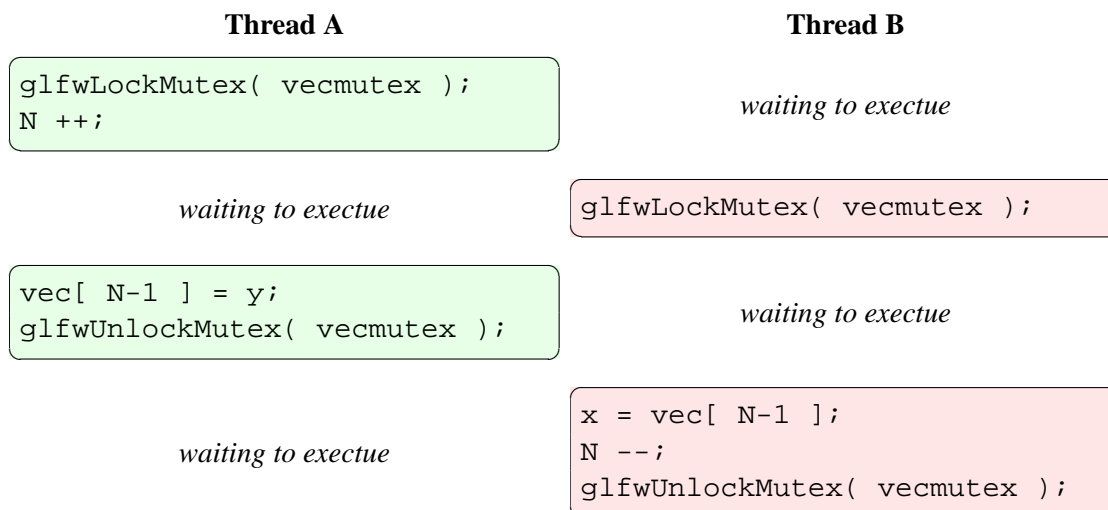 Thread A
Thread B
glfwLockMutex( vecmutex );
N ++;
waiting to exectue
waiting to exectue
glfwLockMutex( vecmutex );
vec[ N-1 ] = y;
glfwUnlockMutex( vecmutex );
waiting to exectue
waiting to exectue
x = vec[ N-1 ];
N --;
glfwUnlockMutex( vecmutex );